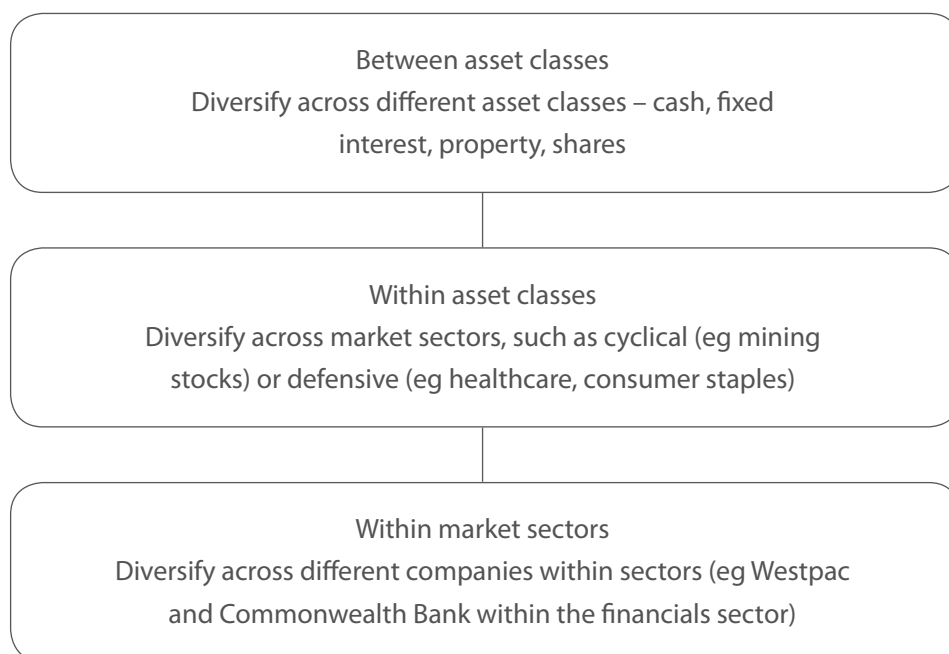 Between asset classes
Diversify across different asset classes – cash, fixed
interest, property, shares
Within asset classes
Diversify across market sectors, such as cyclical (eg mining
stocks) or defensive (eg healthcare, consumer staples)
Within market sectors
Diversify across different companies within sectors (eg Westpac
and Commonwealth Bank within the financials sector)